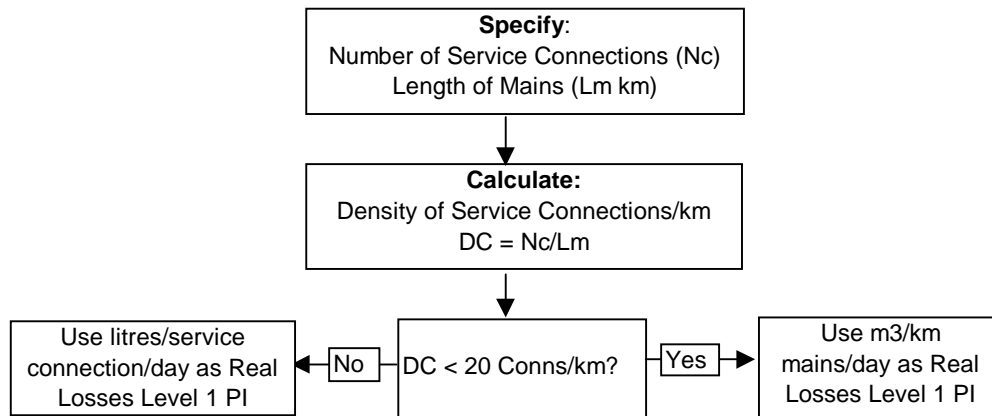 Specify:
Number of Service Connections (Nc)
Length of Mains (Lm km)
Calculate:
Density of Service Connections/km
DC = Nc/Lm
Use litres/service
connection/day as Real
Losses Level 1 PI
No
DC < 20 Conns/km?
Yes
Use m3/km
mains/day as Real
Losses Level 1 PI